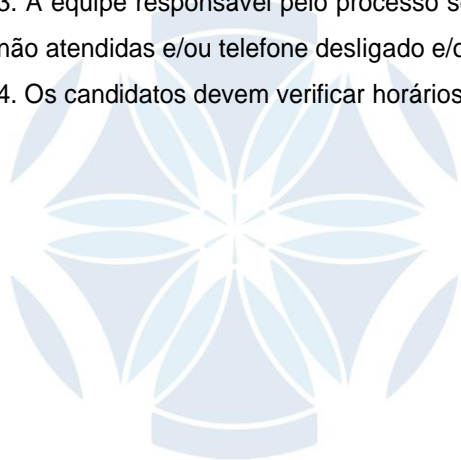 3. A equipe responsável pelo processo s
não atendidas e/ou telefone desligado e/o
4. Os candidatos devem verificar horários